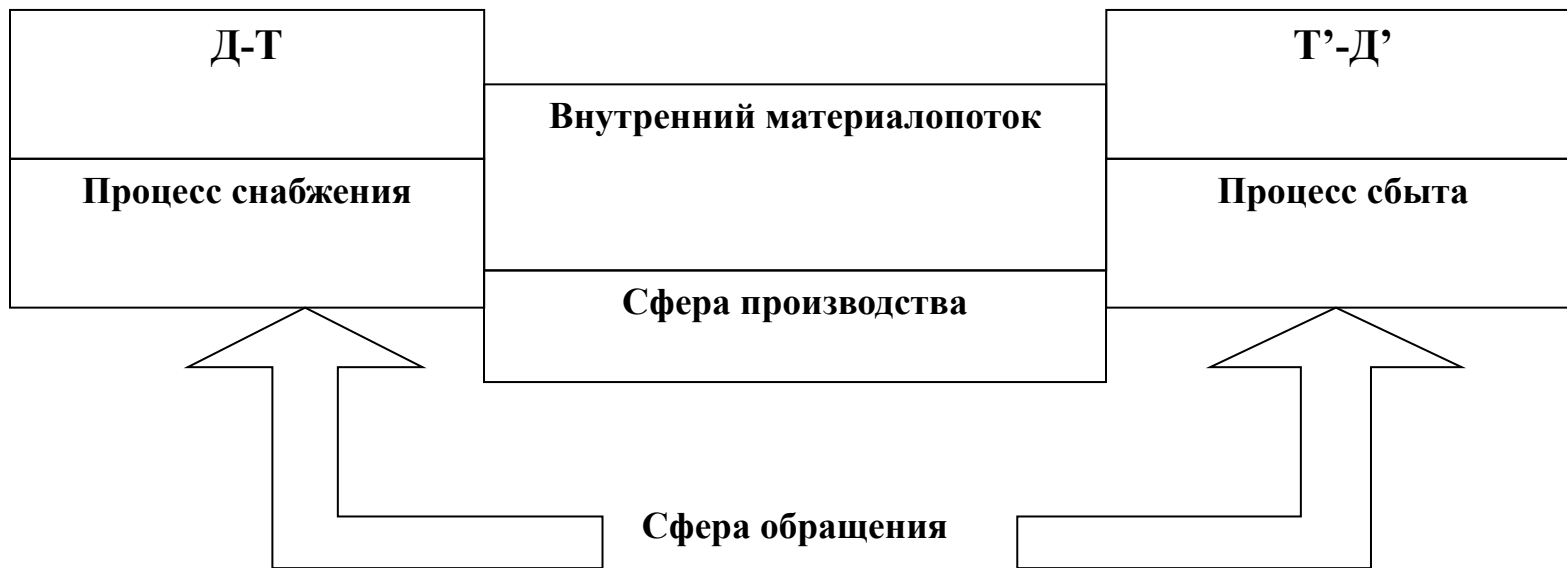 Д-Т
Т’-Д’
Внутренний материалопоток
Процесс снабжения
Процесс сбыта
Сфера производства
Сфера обращения